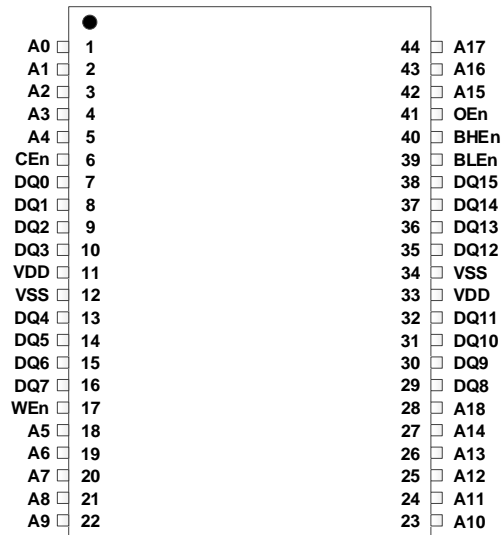 A0 1 44 A17
A1 2 43 A16
A2 3 42 A15
A3 4 41 OEn
A4 5 40 BHEn
CEn 6 39 BLEn
DQ0 7 38 DQ15
DQ1 8 37 DQ14
DQ2 9 36 DQ13
DQ3 10 35 DQ12
VDD 11 34 VSS
VSS 12 33 VDD
DQ4 13 32 DQ11
DQ5 14 31 DQ10
DQ6 15 30 DQ9
DQ7 16 29 DQ8
WEn 17 28 A18
A5 18 27 A14
A6 19 26 A13
A7 20 25 A12
A8 21 24 A11
A9 22 23 A10